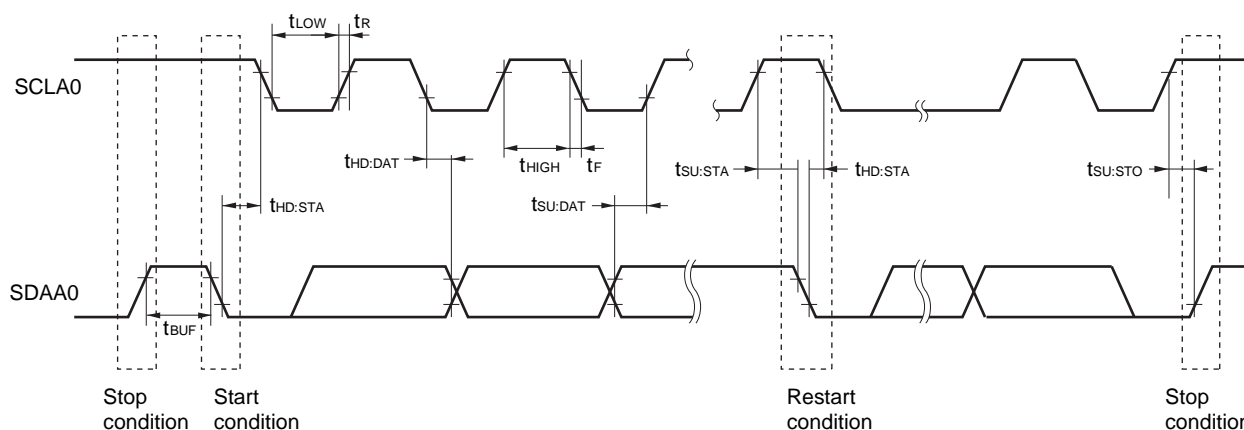 tLOW tR
SCLA0
tHD:DAT tHIGH tF tSU:STA tHD:STA tSU:STO
tHD:STA tSU:DAT
SDAA0
tBUF
Stop condition
Start condition
Restart condition
Stop condition